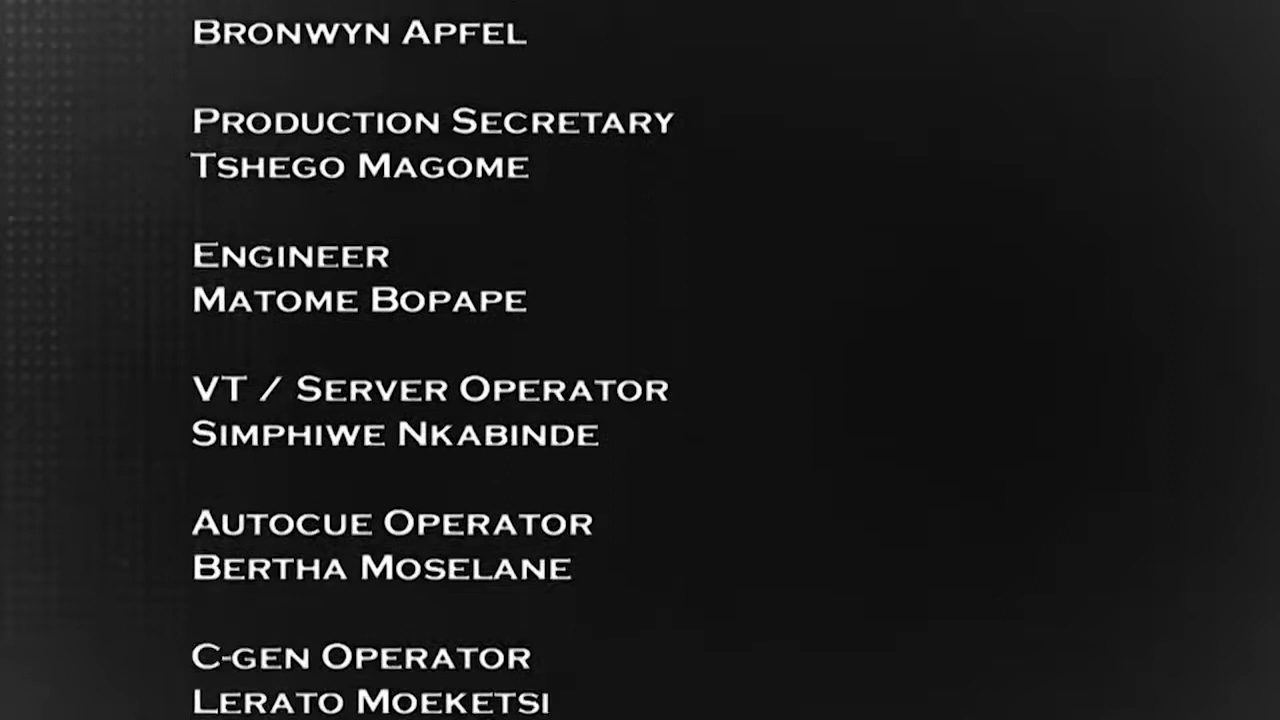 Bronwyn Apfel
Production Secretary
Tshego Magome
Engineer
Matome Bopape
VT / Server Operator
Simphiwe Nkabinde
Autocue Operator
Bertha Moselane
C-gen Operator
Lerato Moeketsi